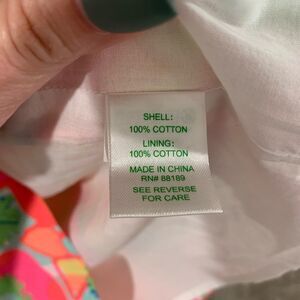 SHELL:
100% COTTON
LINING:
100% COTTON
MADE IN CHINA
RN# 88189
SEE REVERSE
FOR CARE